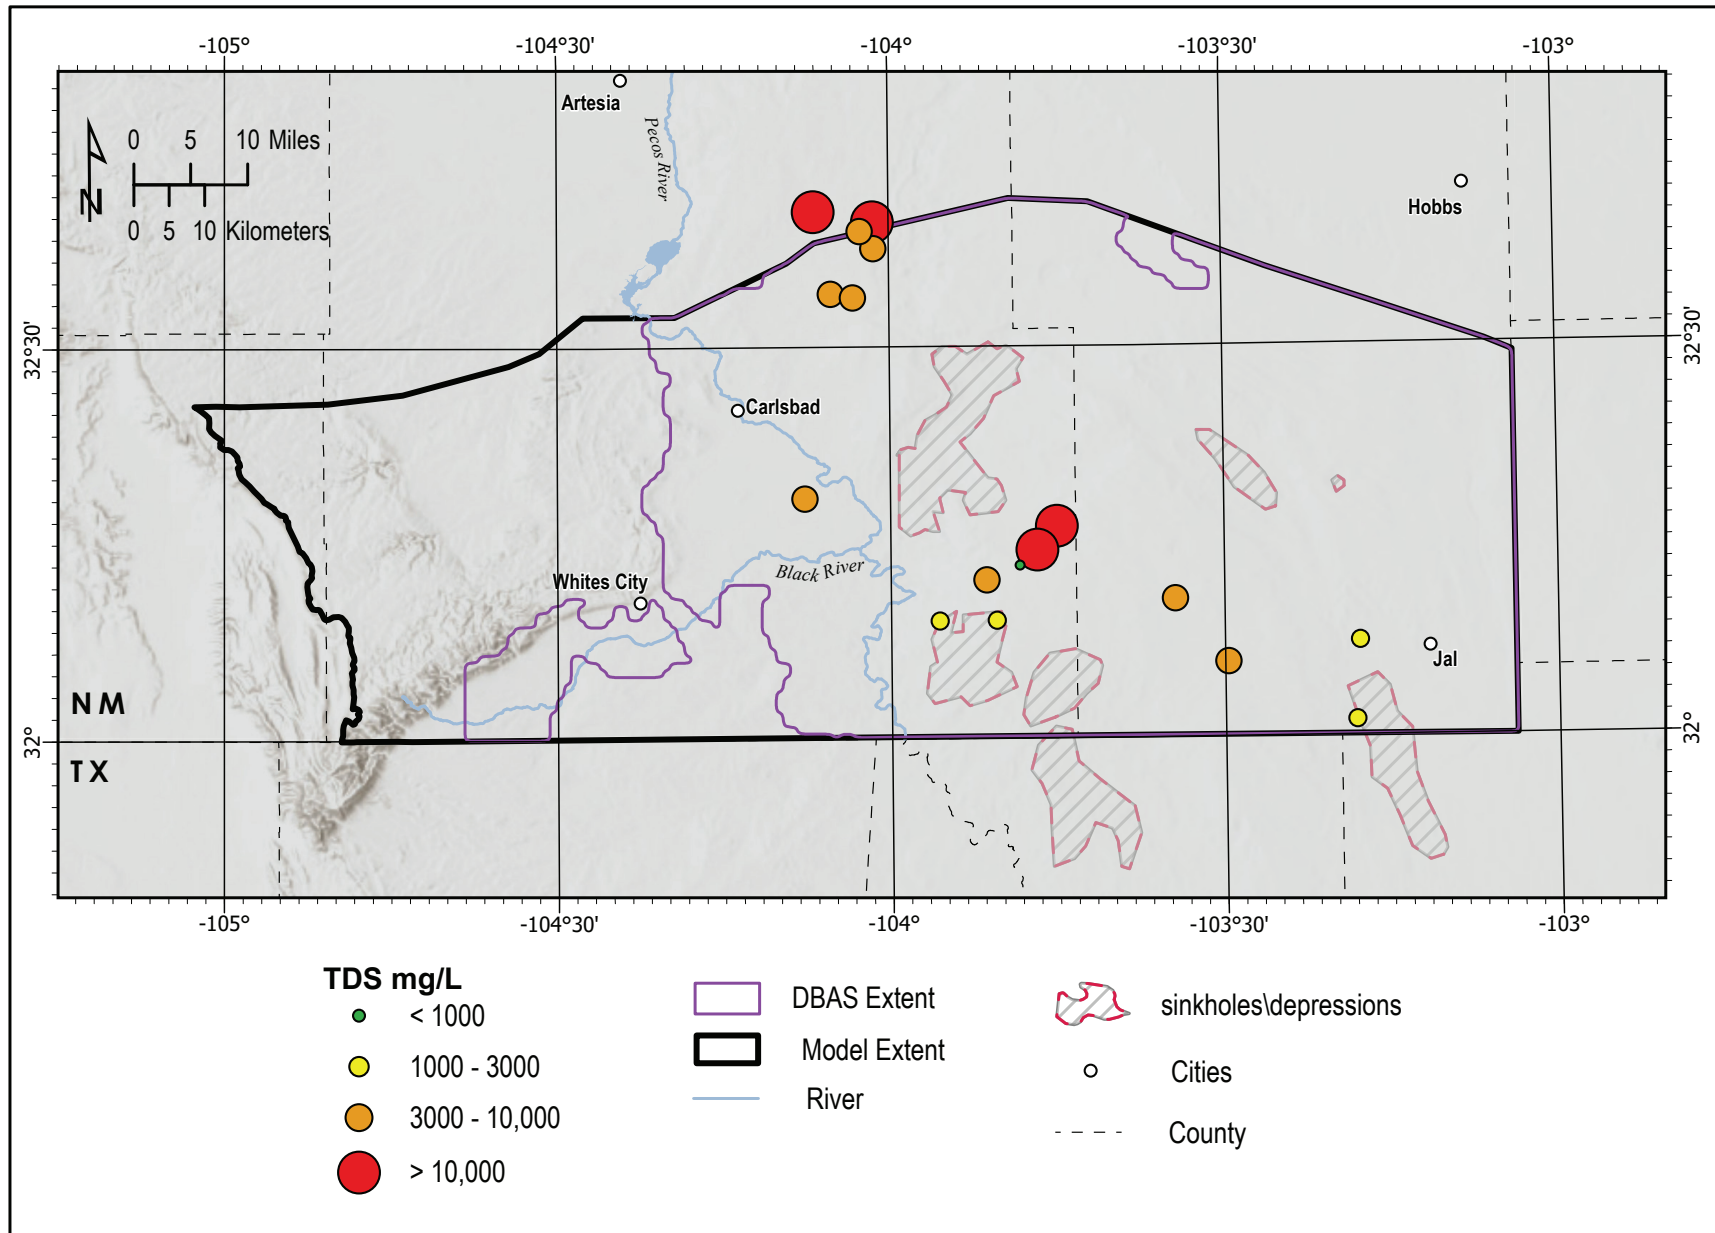 -105° -104°30' -104° -103°30' -103°
Artesia
Pecos River
0 5 10 Miles
N
0 5 10 Kilometers
Hobbs
32°30' 32°30'
Carlsbad
Black River
Whites City
Jal
NM
32° 32°
TX
-105° -104°30' -104° -103°30' -103°
TDS mg/L
< 1000
1000 - 3000
3000 - 10,000
> 10,000
DBAS Extent
Model Extent
River
sinkholes\depressions
Cities
County